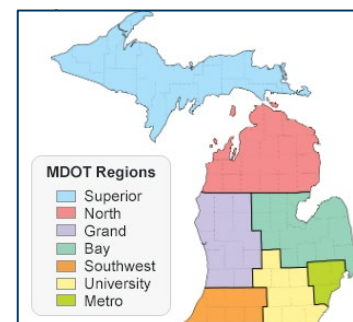 MDOT Regions
Superior
North
Grand
Bay
Southwest
University
Metro